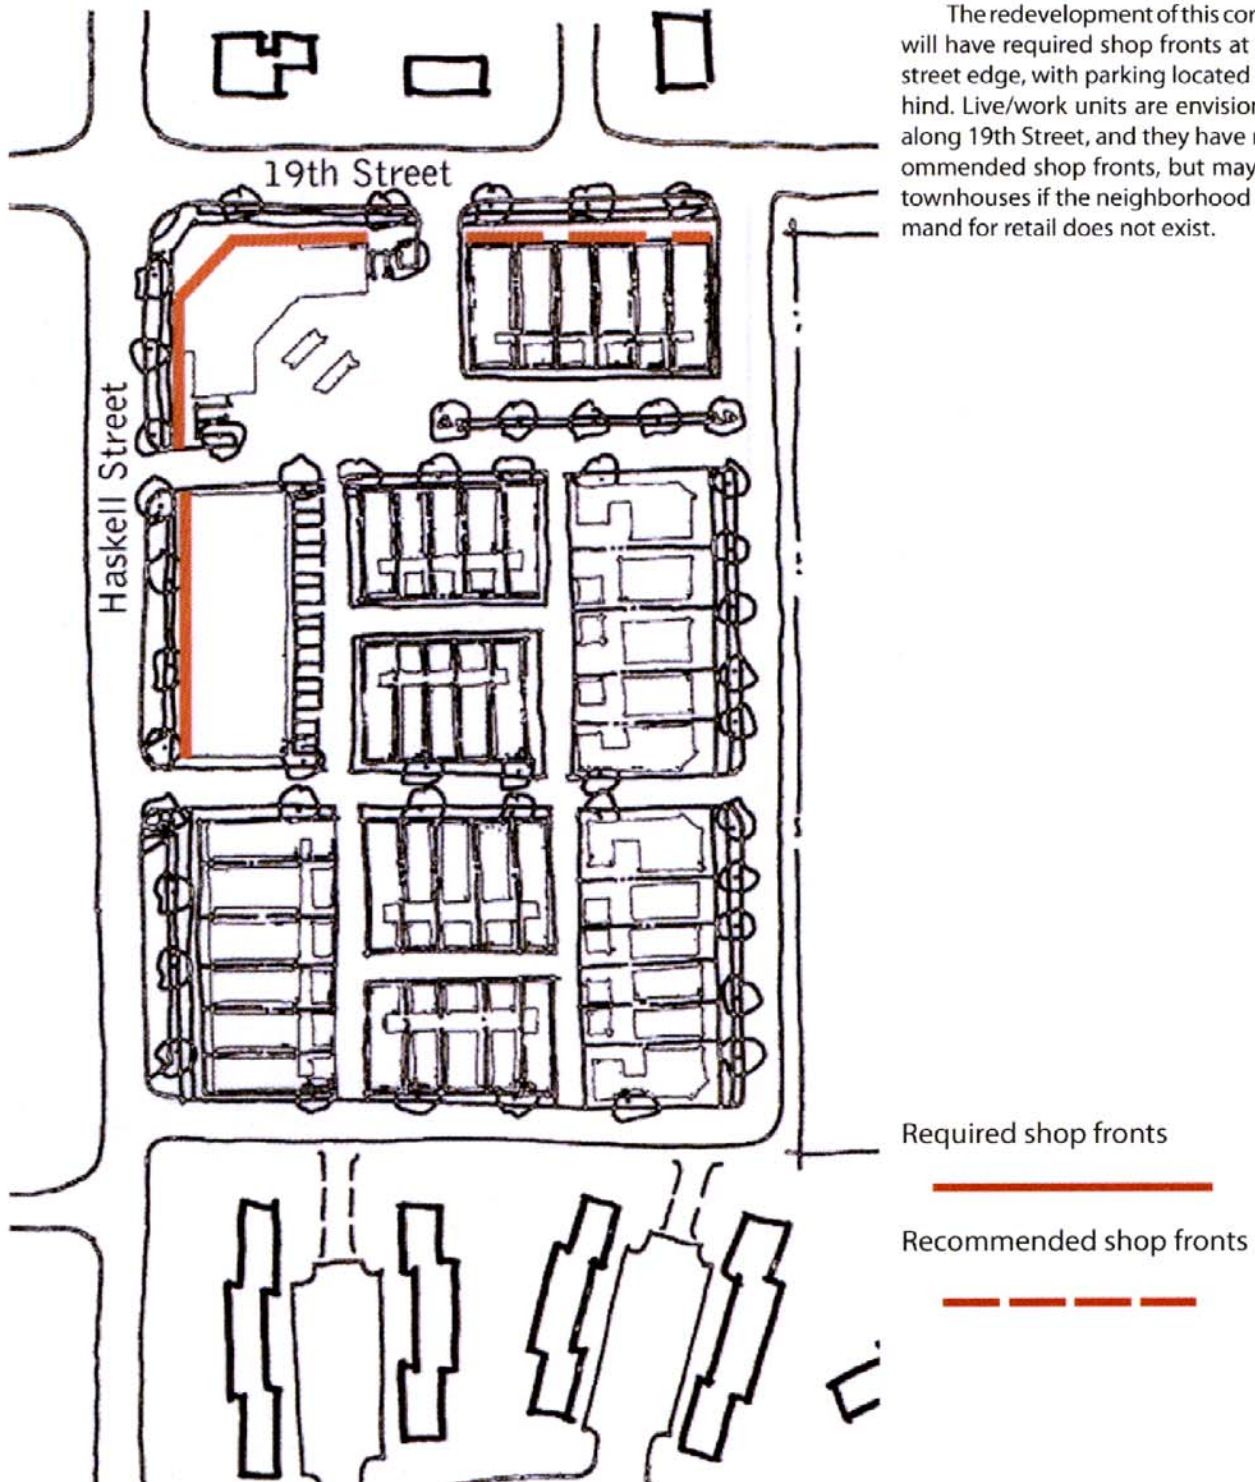 The redevelopment of this cor
will have required shop fronts at
street edge, with parking located
hind. Live/work units are envision
along 19th Street, and they have r
ommended shop fronts, but may
townhouses if the neighborhood
mand for retail does not exist.
19th Street
Haskell Street
Required shop fronts
Recommended shop fronts